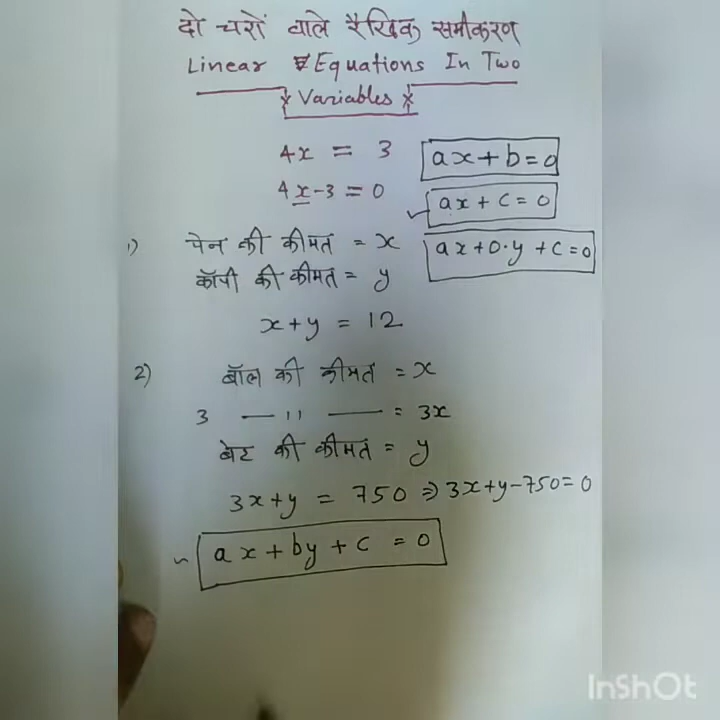 दो चरों वाले रैखिक समीकरण
Linear Equations In Two
Variables
4x = 3
ax+b=0
4x-3=0
ax+c=0
1) पेन की कीमत = x
ax+0·y+c=0
कॉपी की कीमत = y
x+y = 12
2) बॉल की कीमत = x
3 — 11 — = 3x
बेट की कीमत = y
3x+y = 750 ⇒ 3x+y-750=0
ax+by+c = 0
InShOt